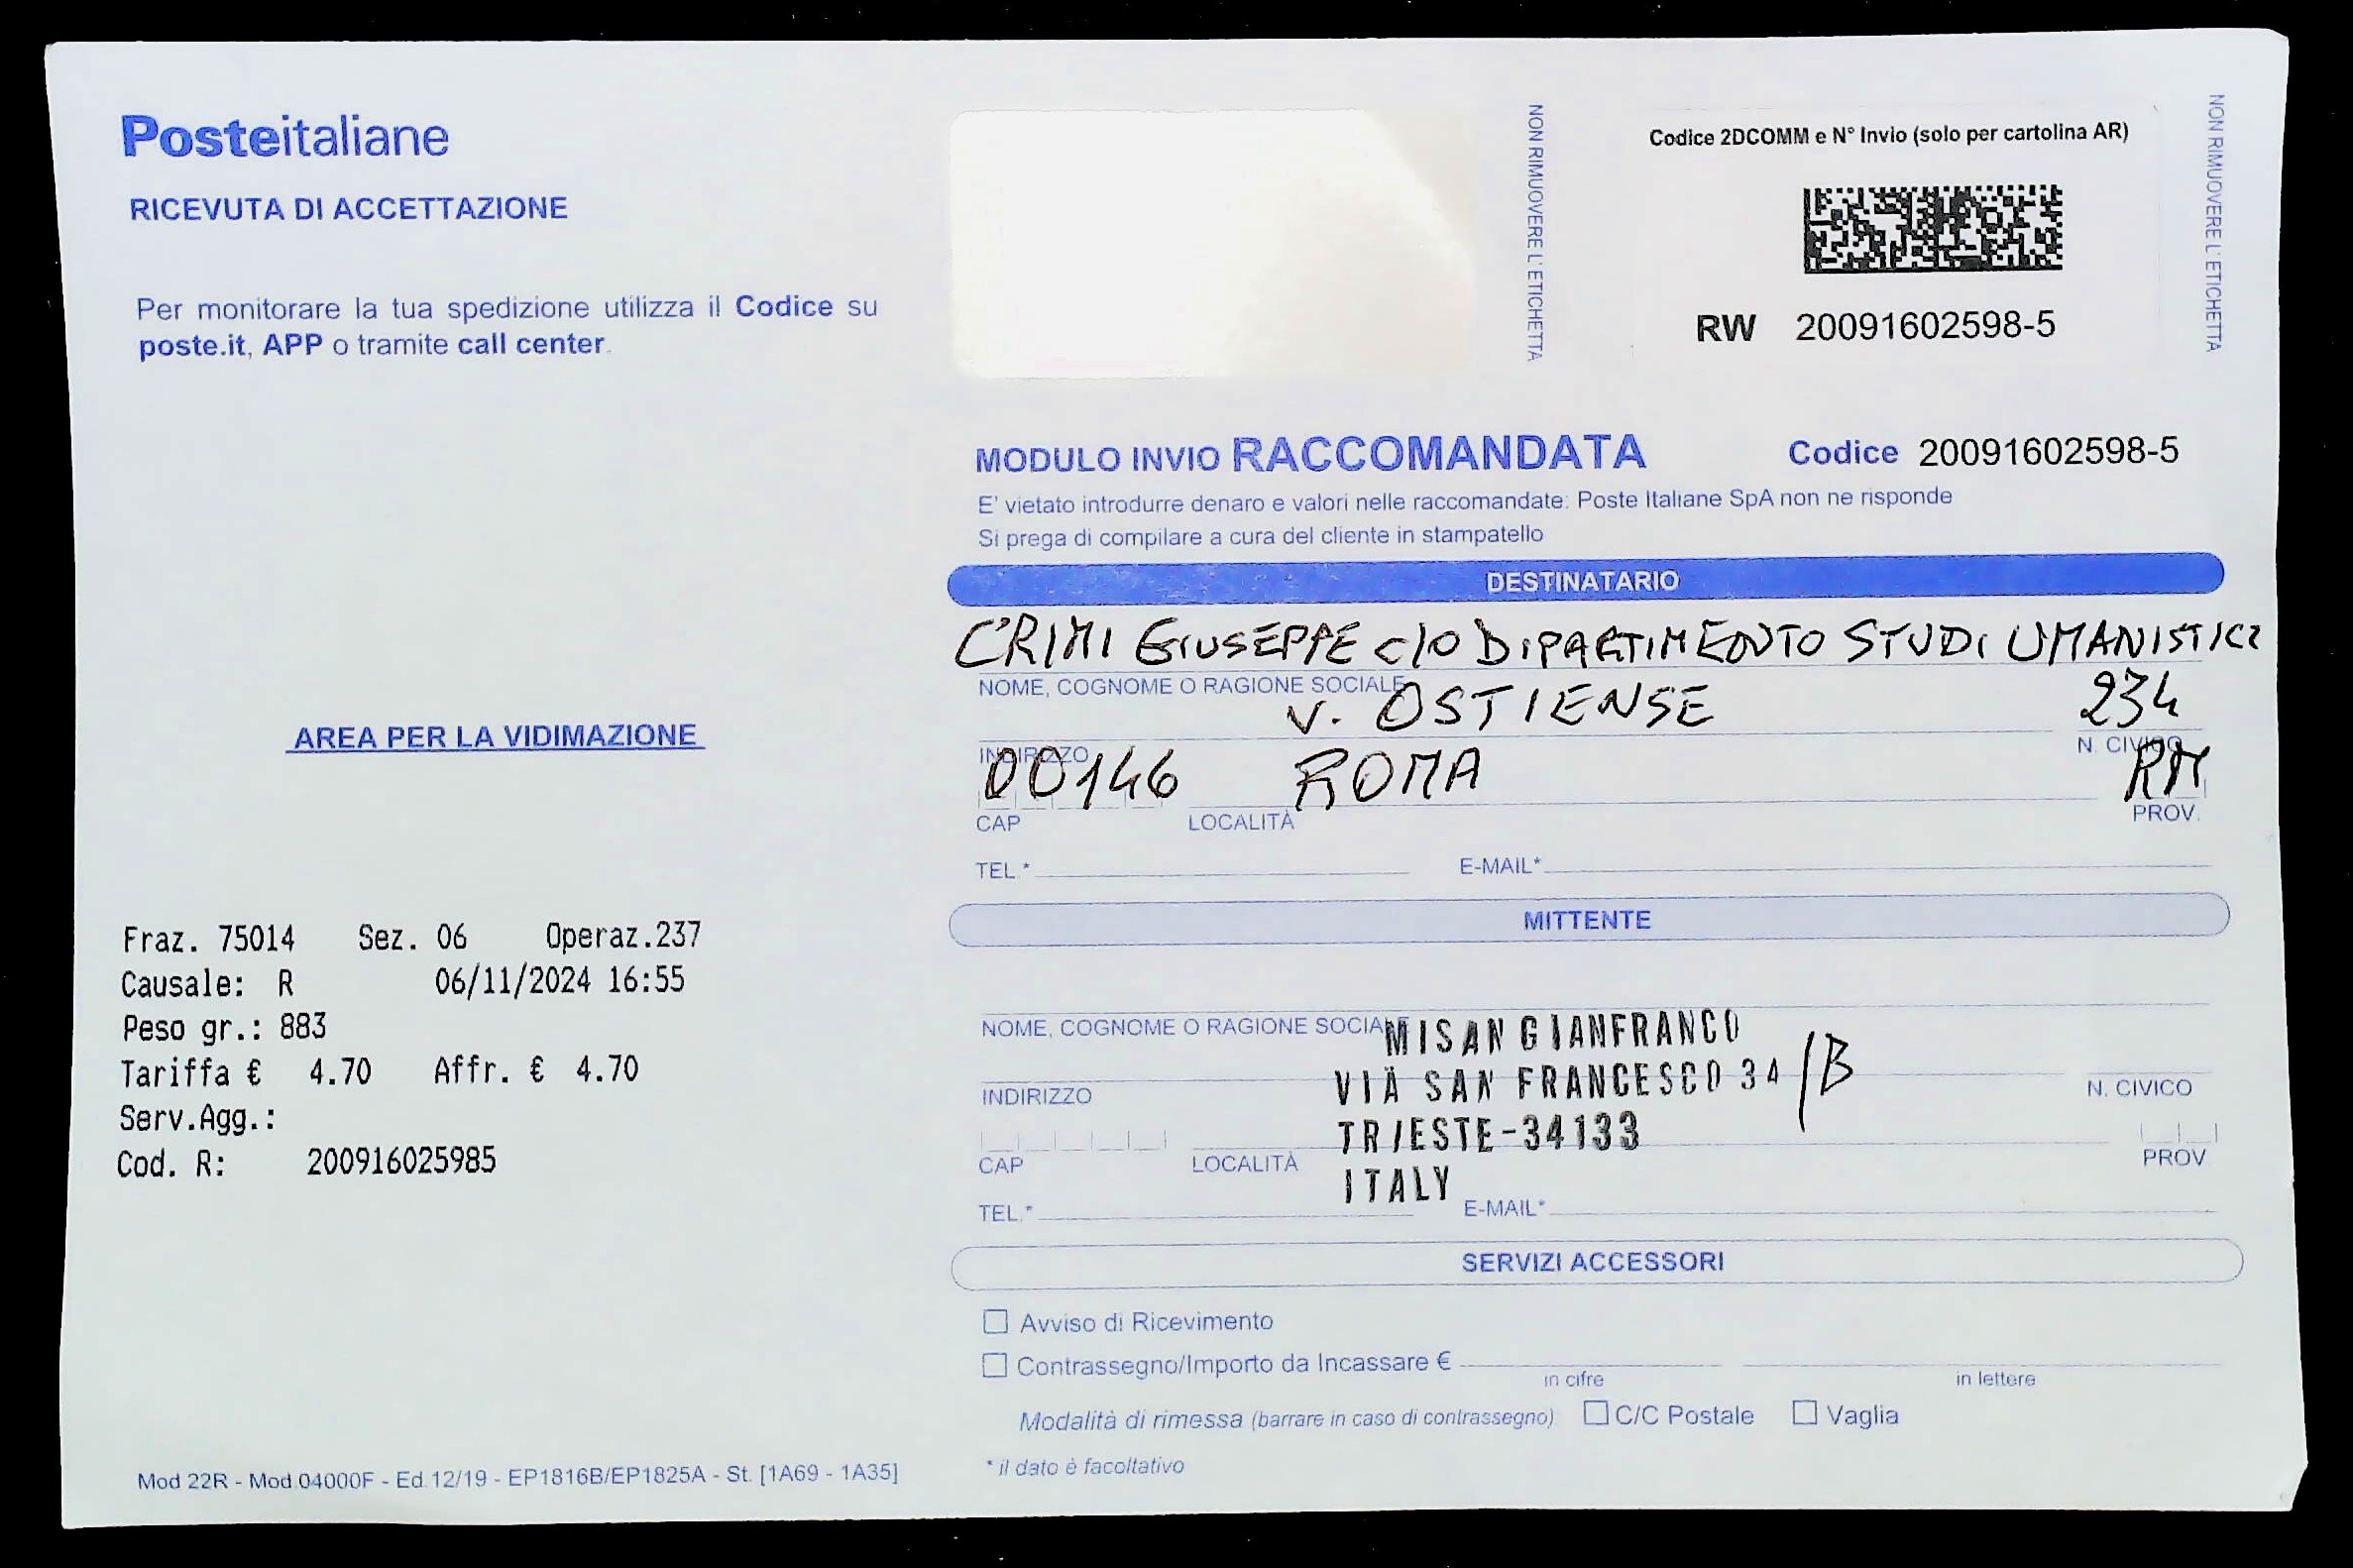 Posteitaliane
RICEVUTA DI ACCETTAZIONE
Per monitorare la tua spedizione utilizza il Codice su
poste.it, APP o tramite call center.
AREA PER LA VIDIMAZIONE
Fraz. 75014 Sez. 06 Operaz.237
Causale: R 06/11/2024 16:55
Peso gr.: 883
Tariffa € 4.70 Affr. € 4.70
Serv.Agg.:
Cod. R: 200916025985
Mod 22R - Mod.04000F - Ed.12/19 - EP1816B/EP1825A - St. [1A69 - 1A35]
NON RIMUOVERE L'ETICHETTA
Codice 2DCOMM e N° Invio (solo per cartolina AR)
RW 20091602598-5
NON RIMUOVERE L'ETICHETTA
MODULO INVIO RACCOMANDATA Codice 20091602598-5
E' vietato introdurre denaro e valori nelle raccomandate: Poste Italiane SpA non ne risponde
Si prega di compilare a cura del cliente in stampatello
DESTINATARIO
CRIMI GIUSEPPE c/o DIPARTIMENTO STUDI UMANISTICI
NOME, COGNOME O RAGIONE SOCIALE
V. OSTIENSE 234
INDIRIZZO N. CIVICO
00146 ROMA RM
CAP LOCALITÀ PROV.
TEL.* E-MAIL*
MITTENTE
NOME, COGNOME O RAGIONE SOCIALE
MISAN GIANFRANCO
VIA SAN FRANCESCO 34/B
INDIRIZZO N. CIVICO
TRIESTE-34133
CAP LOCALITÀ PROV
ITALY
TEL.* E-MAIL*
SERVIZI ACCESSORI
Avviso di Ricevimento
Contrassegno/Importo da Incassare €
in cifre in lettere
Modalità di rimessa (barrare in caso di contrassegno) C/C Postale Vaglia
* il dato è facoltativo